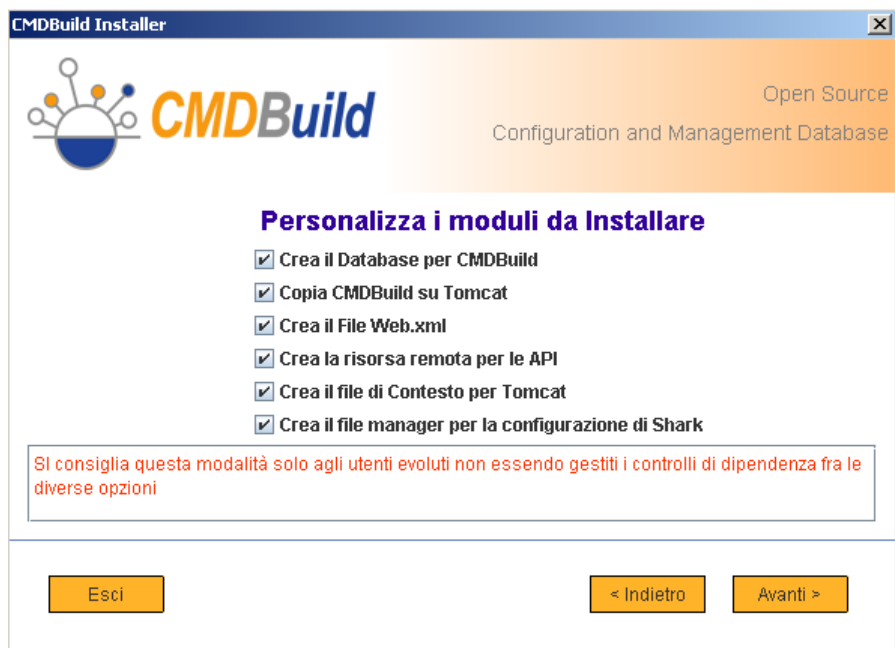 CMDBuild Installer
CMDBuild
Open Source
Configuration and Management Database
Personalizza i moduli da Installare
Crea il Database per CMDBuild
Copia CMDBuild su Tomcat
Crea il File Web.xml
Crea la risorsa remota per le API
Crea il file di Contesto per Tomcat
Crea il file manager per la configurazione di Shark
SI consiglia questa modalità solo agli utenti evoluti non essendo gestiti i controlli di dipendenza fra le
diverse opzioni
Esci
< Indietro
Avanti >